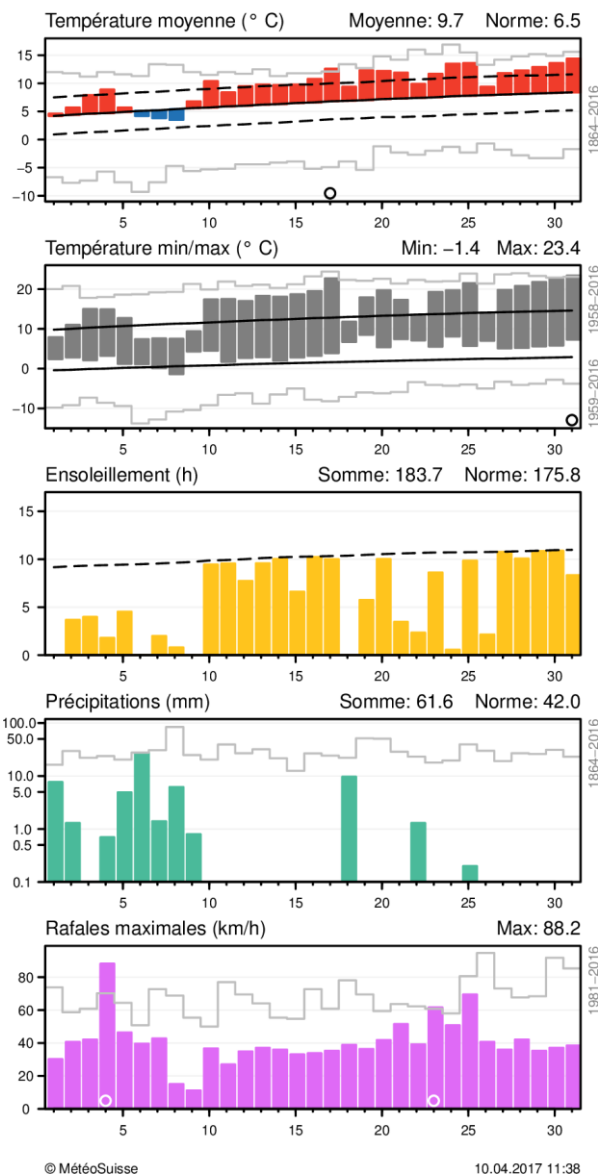 Température moyenne (° C) Moyenne: 9.7 Norme: 6.5
15
10
5
0
−5
−10
1864−2016
5 10 15 20 25 30
Température min/max (° C) Min: −1.4 Max: 23.4
20
10
0
−10
1958−2016
1959−2016
5 10 15 20 25 30
Ensoleillement (h) Somme: 183.7 Norme: 175.8
15
10
5
0
5 10 15 20 25 30
Précipitations (mm) Somme: 61.6 Norme: 42.0
100.0
50.0
10.0
5.0
1.0
0.5
0.1
1864−2016
5 10 15 20 25 30
Rafales maximales (km/h) Max: 88.2
80
60
40
20
0
1981−2016
5 10 15 20 25 30
© MétéoSuisse 10.04.2017 11:38